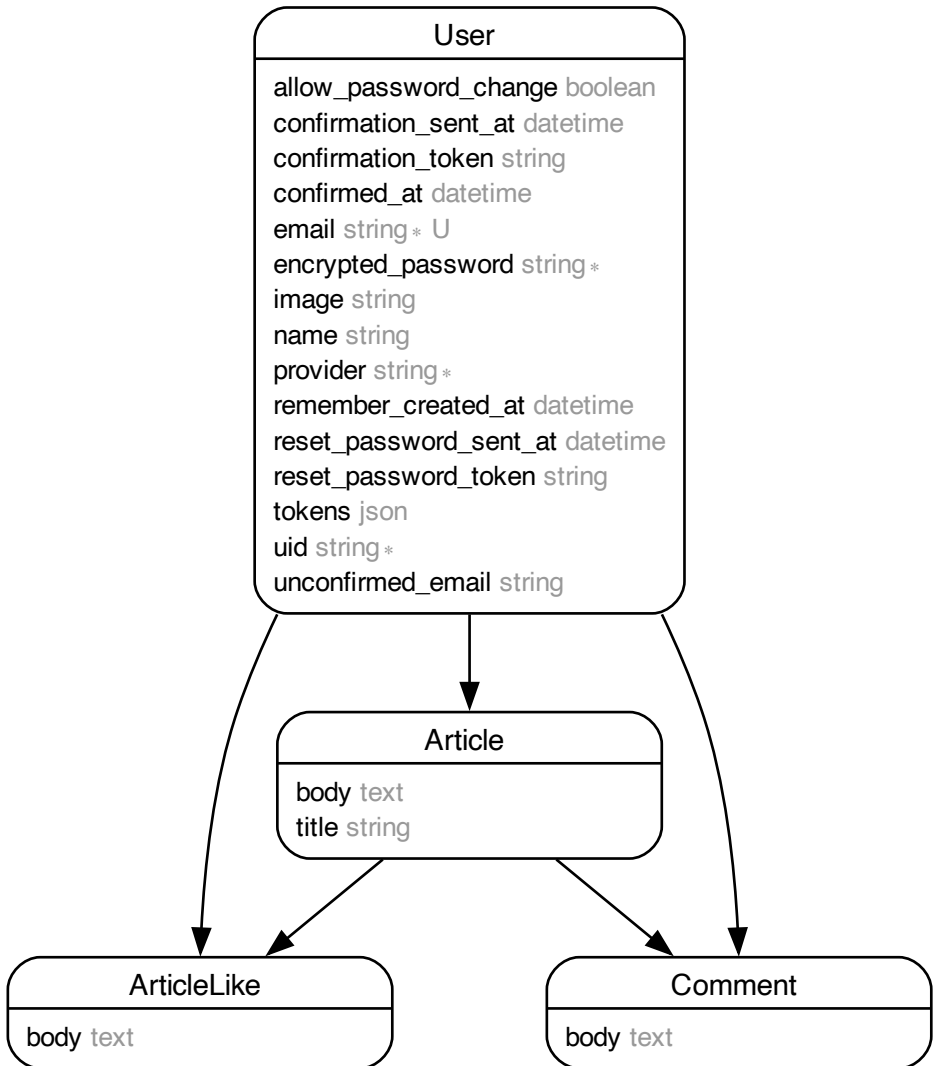 User
allow_password_change boolean
confirmation_sent_at datetime
confirmation_token string
confirmed_at datetime
email string* U
encrypted_password string*
image string
name string
provider string*
remember_created_at datetime
reset_password_sent_at datetime
reset_password_token string
tokens json
uid string*
unconfirmed_email string
Article
body text
title string
ArticleLike
body text
Comment
body text